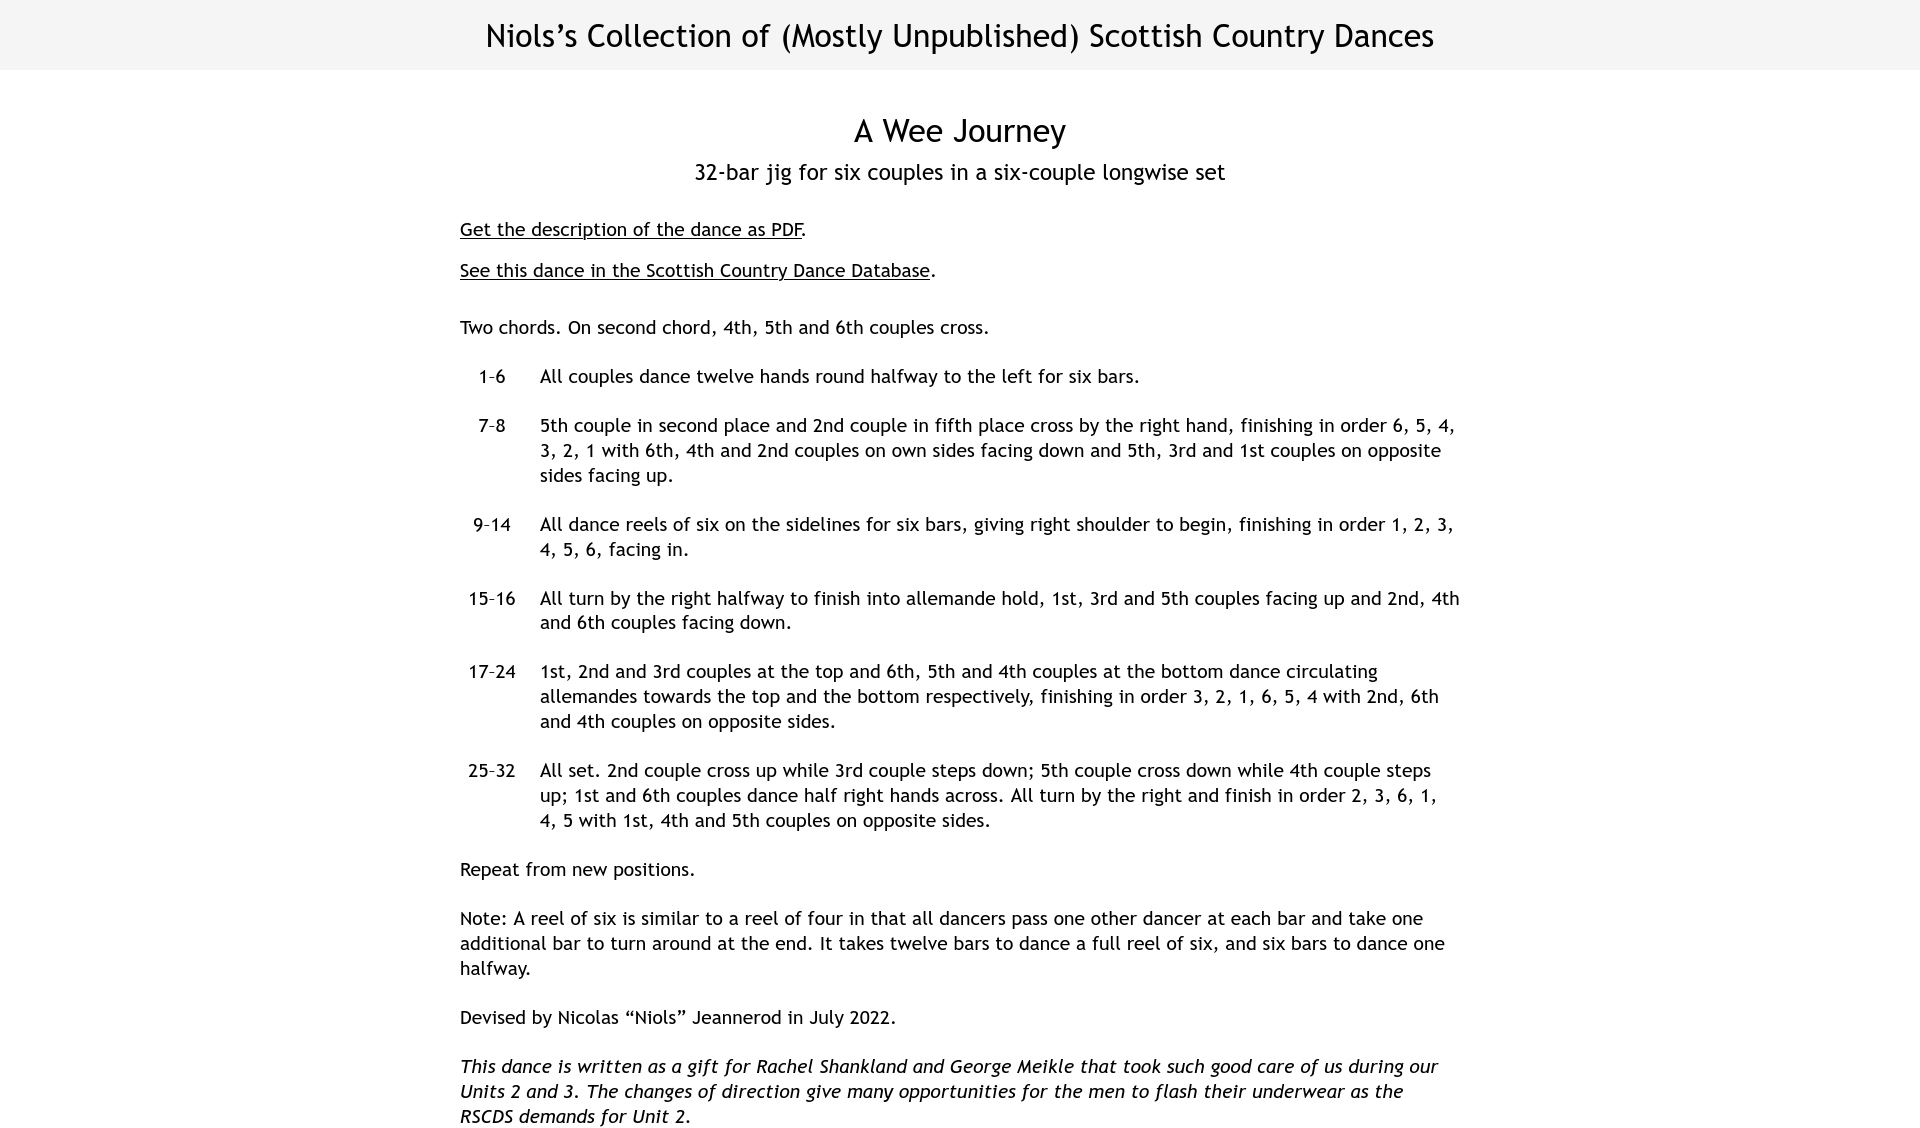 Niols’s Collection of (Mostly Unpublished) Scottish Country Dances
A Wee Journey
32-bar jig for six couples in a six-couple longwise set
Get the description of the dance as PDF.
See this dance in the Scottish Country Dance Database.
Two chords. On second chord, 4th, 5th and 6th couples cross.
1–6 All couples dance twelve hands round halfway to the left for six bars.
7–8 5th couple in second place and 2nd couple in fifth place cross by the right hand, finishing in order 6, 5, 4,
3, 2, 1 with 6th, 4th and 2nd couples on own sides facing down and 5th, 3rd and 1st couples on opposite
sides facing up.
9–14 All dance reels of six on the sidelines for six bars, giving right shoulder to begin, finishing in order 1, 2, 3,
4, 5, 6, facing in.
15–16 All turn by the right halfway to finish into allemande hold, 1st, 3rd and 5th couples facing up and 2nd, 4th
and 6th couples facing down.
17–24 1st, 2nd and 3rd couples at the top and 6th, 5th and 4th couples at the bottom dance circulating
allemandes towards the top and the bottom respectively, finishing in order 3, 2, 1, 6, 5, 4 with 2nd, 6th
and 4th couples on opposite sides.
25–32 All set. 2nd couple cross up while 3rd couple steps down; 5th couple cross down while 4th couple steps
up; 1st and 6th couples dance half right hands across. All turn by the right and finish in order 2, 3, 6, 1,
4, 5 with 1st, 4th and 5th couples on opposite sides.
Repeat from new positions.
Note: A reel of six is similar to a reel of four in that all dancers pass one other dancer at each bar and take one
additional bar to turn around at the end. It takes twelve bars to dance a full reel of six, and six bars to dance one
halfway.
Devised by Nicolas “Niols” Jeannerod in July 2022.
This dance is written as a gift for Rachel Shankland and George Meikle that took such good care of us during our
Units 2 and 3. The changes of direction give many opportunities for the men to flash their underwear as the
RSCDS demands for Unit 2.